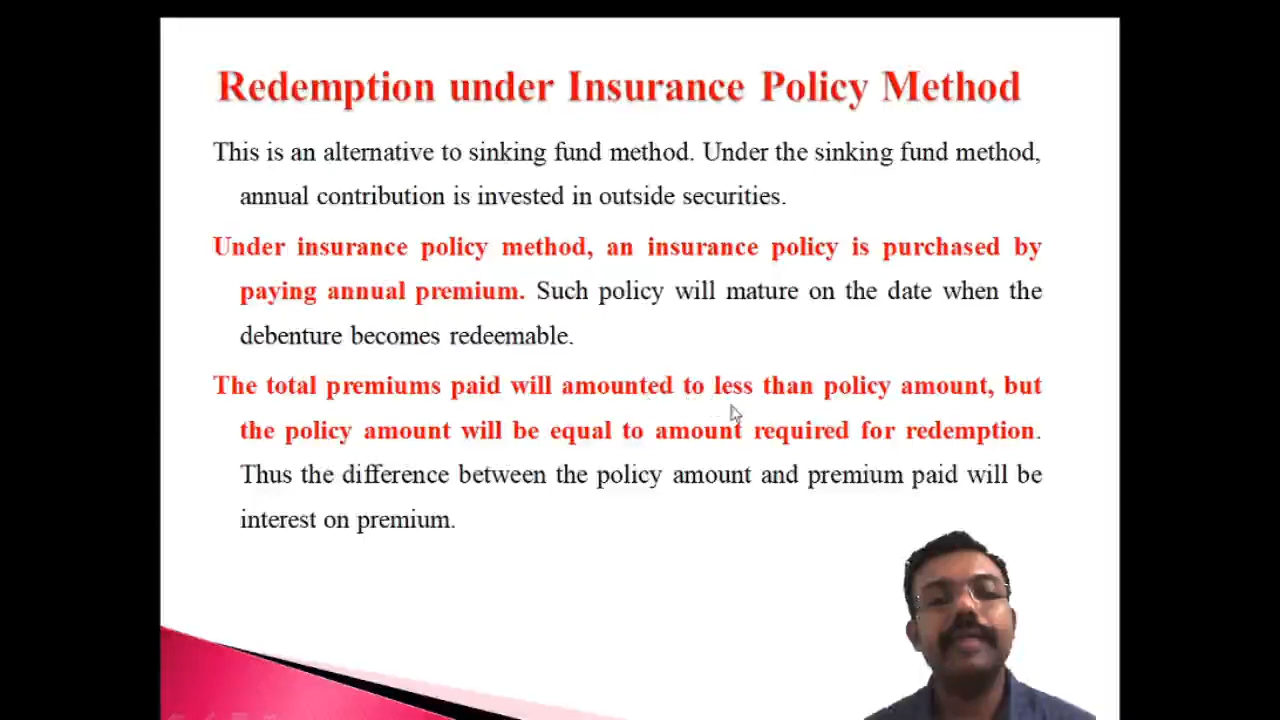 Redemption under Insurance Policy Method
This is an alternative to sinking fund method. Under the sinking fund method,
annual contribution is invested in outside securities.
Under insurance policy method, an insurance policy is purchased by
paying annual premium. Such policy will mature on the date when the
debenture becomes redeemable.
The total premiums paid will amounted to less than policy amount, but
the policy amount will be equal to amount required for redemption.
Thus the difference between the policy amount and premium paid will be
interest on premium.